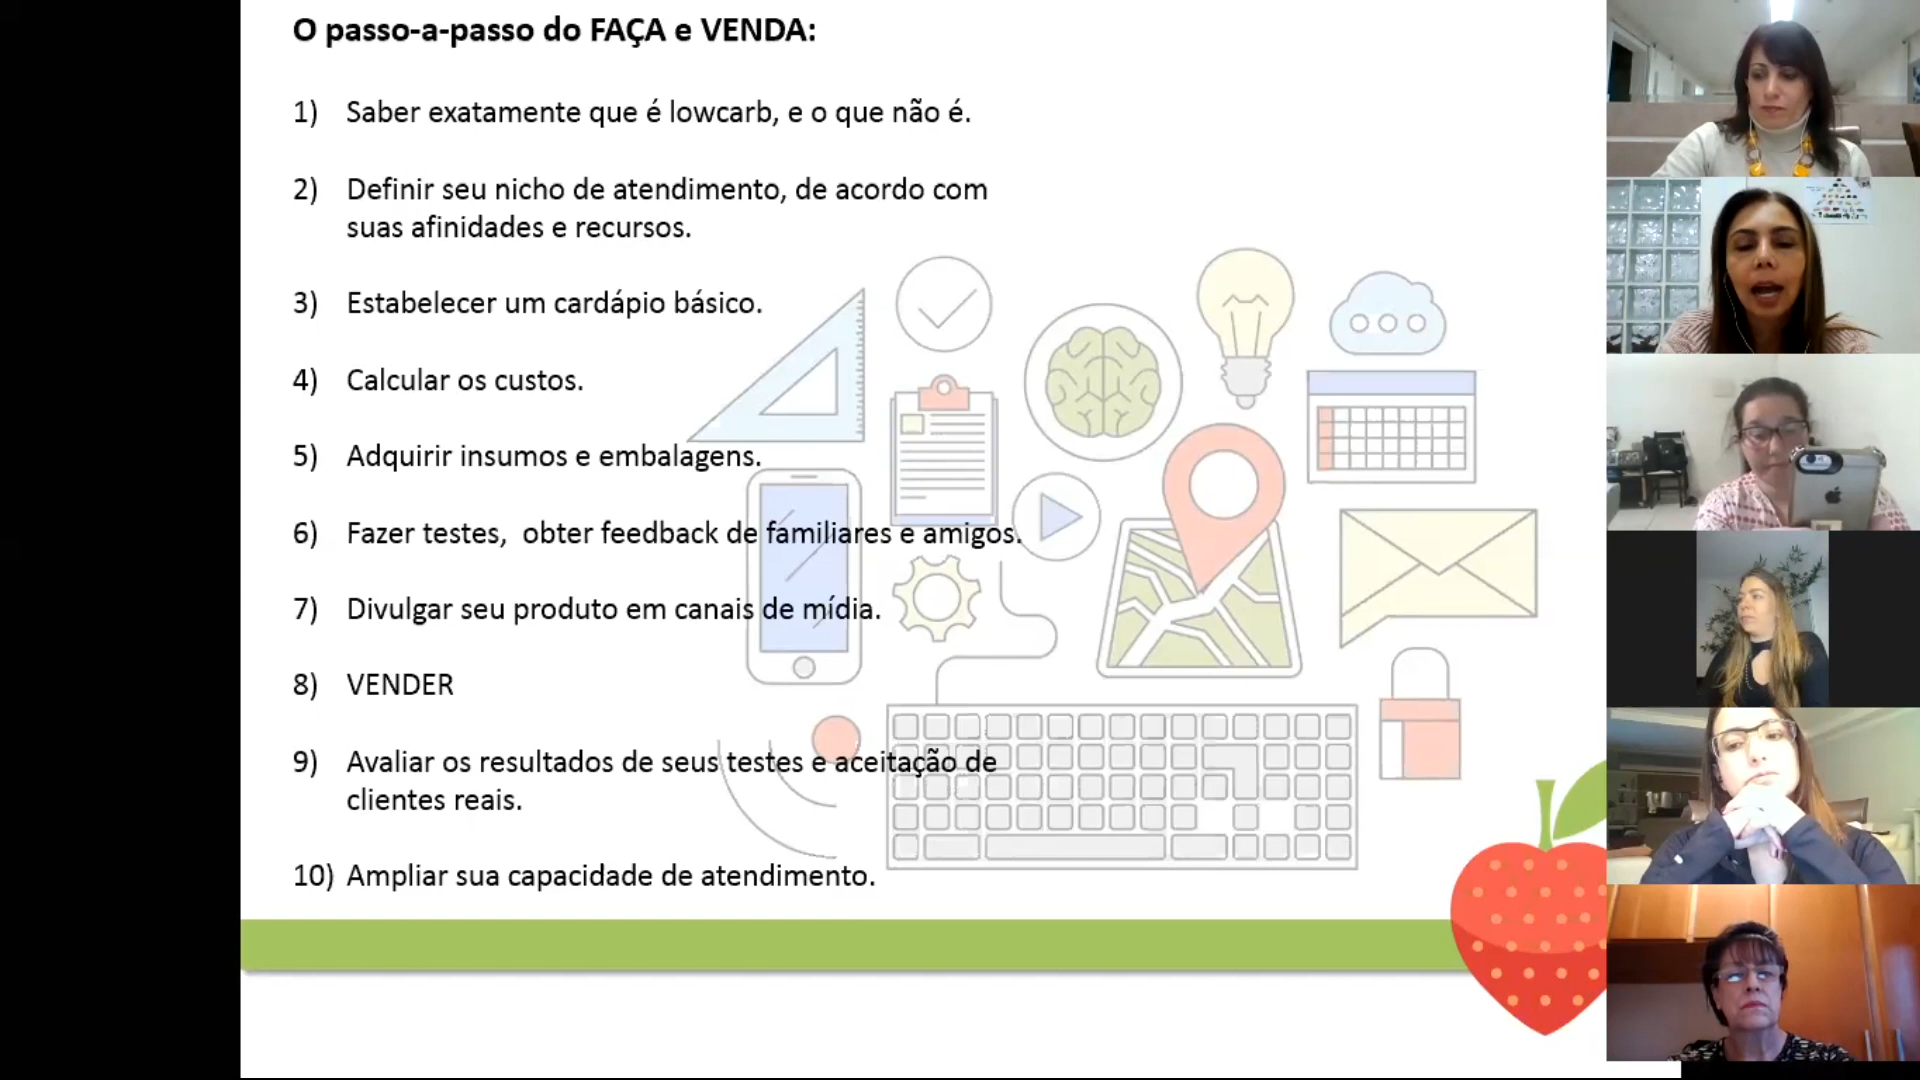 O passo-a-passo do FAÇA e VENDA:
1) Saber exatamente que é lowcarb, e o que não é.
2) Definir seu nicho de atendimento, de acordo com
suas afinidades e recursos.
3) Estabelecer um cardápio básico.
4) Calcular os custos.
5) Adquirir insumos e embalagens.
6) Fazer testes,  obter feedback de familiares e amigos.
7) Divulgar seu produto em canais de mídia.
8) VENDER
9) Avaliar os resultados de seus testes e aceitação de
clientes reais.
10) Ampliar sua capacidade de atendimento.